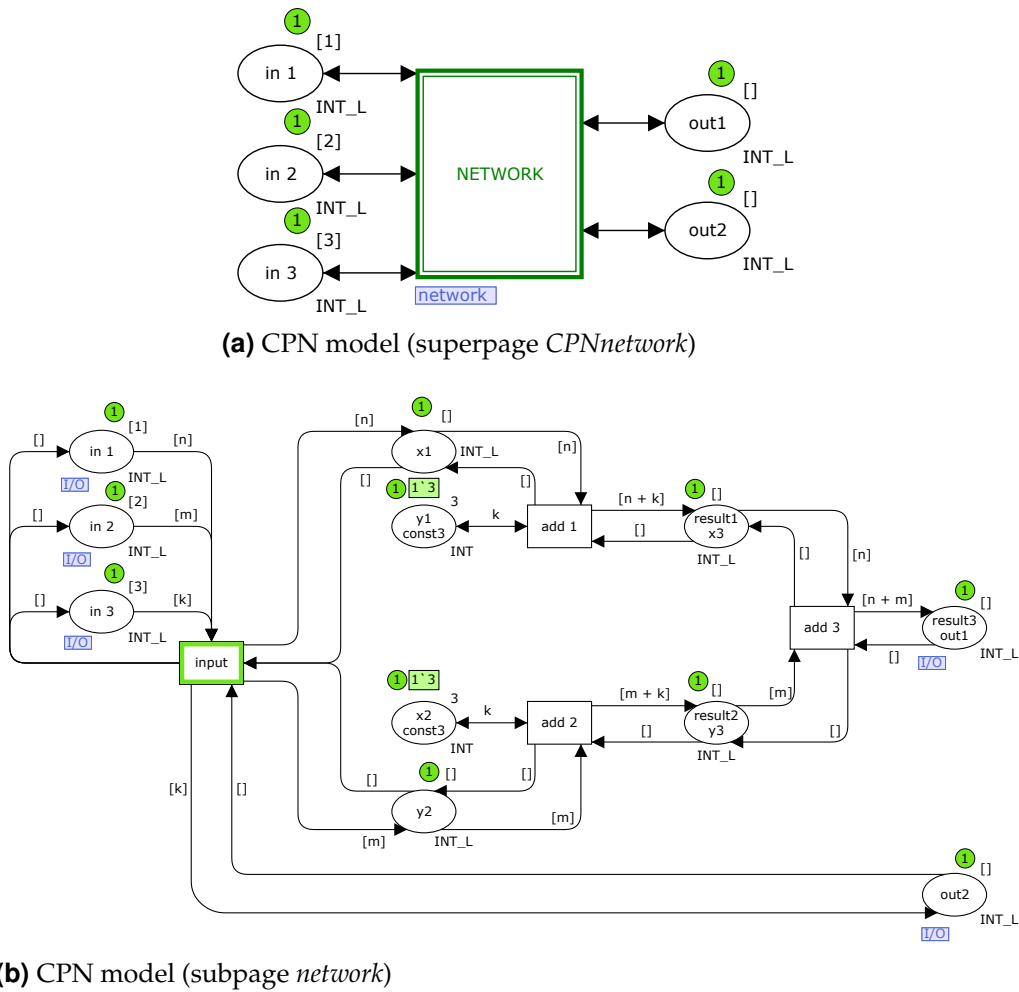 1
[1]
in 1
INT_L
1
[2]
in 2
INT_L
1
[3]
in 3
INT_L
NETWORK
network
1
[]
out1
INT_L
1
[]
out2
INT_L
(a) CPN model (superpage CPNnetwork)
1
[1]
[]
in 1
[n]
INT_L
I/O
1
[2]
[]
in 2
[m]
INT_L
I/O
1
[3]
[]
in 3
[k]
INT_L
I/O
input
[n]
1
[]
x1
INT_L
[n]
[]
[]
1
1`3
3
y1
const3
k
INT
add 1
[n + k]
[]
1
[]
result1
x3
INT_L
[n]
[]
add 3
[n + m]
[]
1
[]
result3
out1
INT_L
I/O
1
1`3
3
x2
const3
k
INT
add 2
[m + k]
[]
1
[]
result2
y3
INT_L
[m]
[]
[]
1
[]
[]
y2
[m]
INT_L
[m]
[k]
[]
1
[]
out2
INT_L
I/O
(b) CPN model (subpage network)